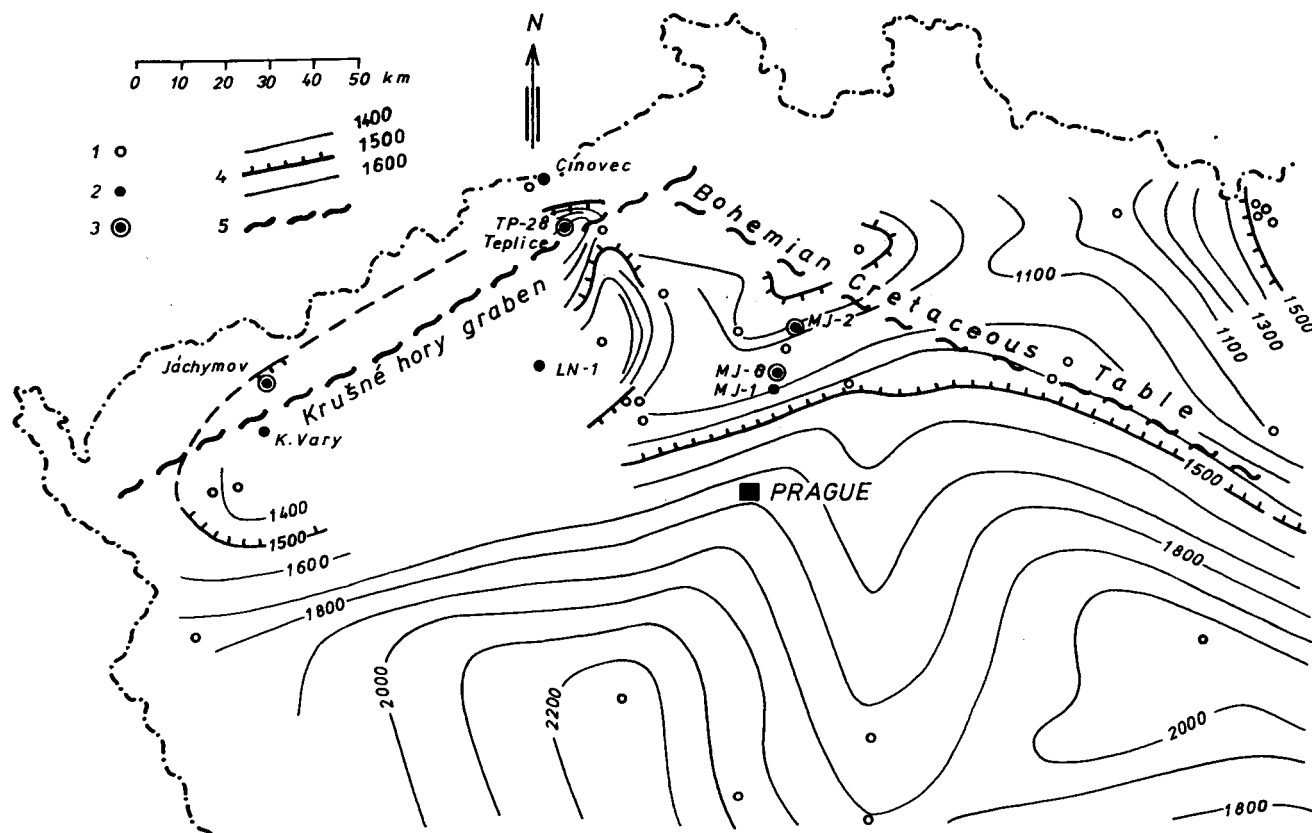 N
0 10 20 30 40 50 km
1400
1500
1600
1
2
3
4
5
Cínovec
TP-28
Teplice
Bohemian Cretaceous Table
Krušné hory graben
Jáchymov
K. Vary
LN-1
MJ-2
MJ-8
MJ-1
1100
1300
1500
1100
1500
PRAGUE
1400
1500
1600
1800
1800
2000
2200
2000
1800